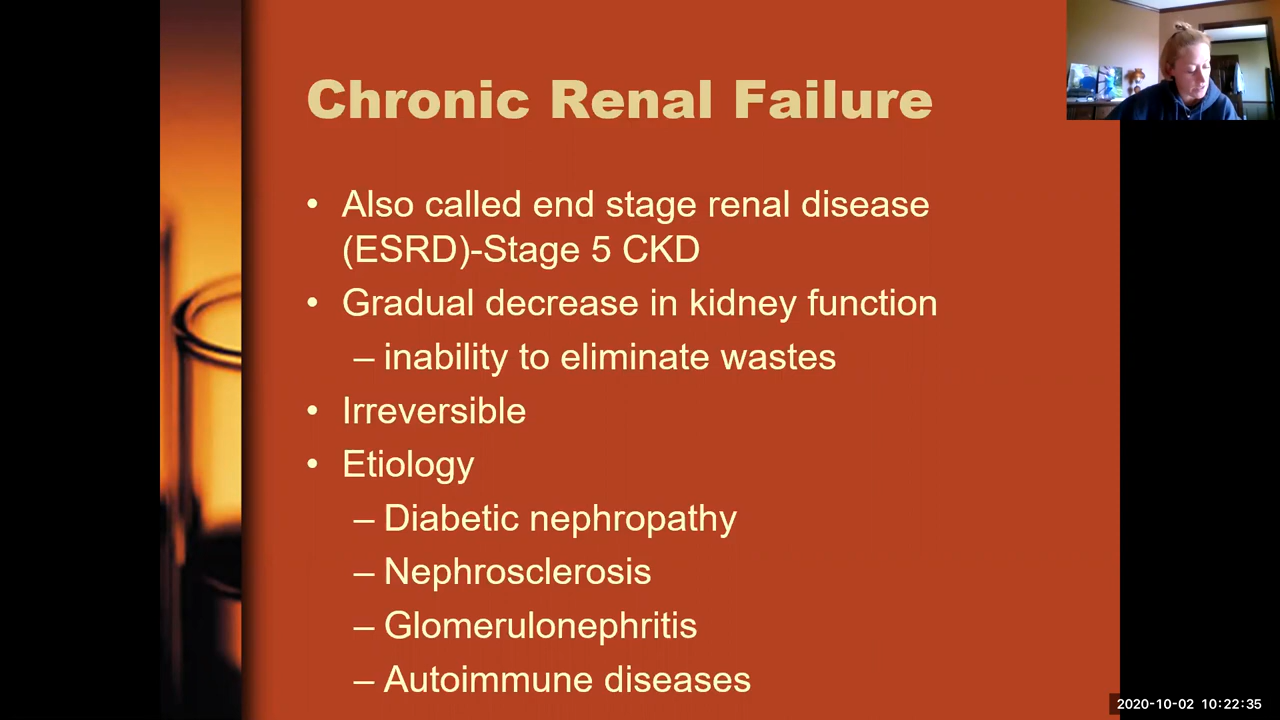 Chronic Renal Failure
• Also called end stage renal disease
(ESRD)-Stage 5 CKD
• Gradual decrease in kidney function
– inability to eliminate wastes
• Irreversible
• Etiology
– Diabetic nephropathy
– Nephrosclerosis
– Glomerulonephritis
– Autoimmune diseases
2020-10-02 10:22:35